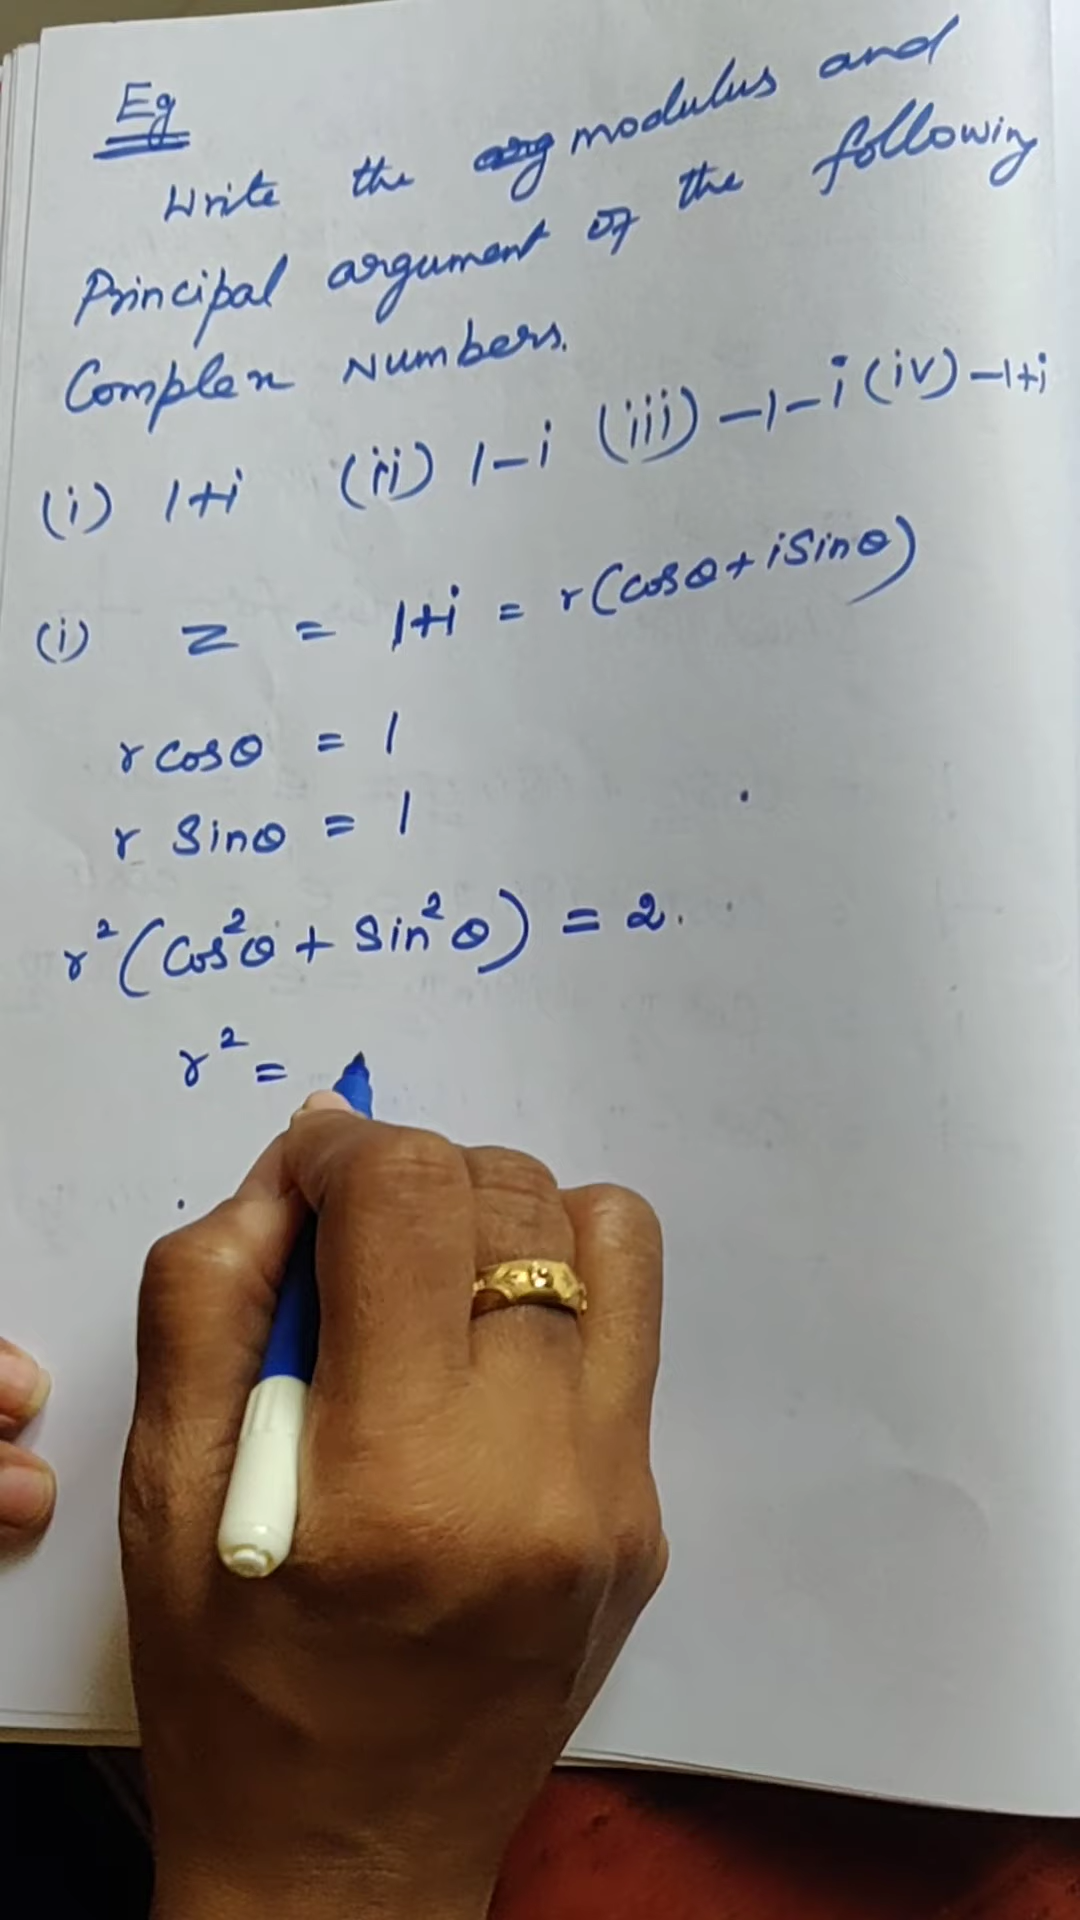 Eg
Write the modulus and
Principal argument of the following
Complex Numbers.
(i) 1+i (ii) 1-i (iii) -1-i (iv) -1+i
(i) z = 1+i = r(cosθ+isinθ)
r cosθ = 1
r Sinθ = 1
r²(Cos²θ + Sin²θ) = 2.
r² =